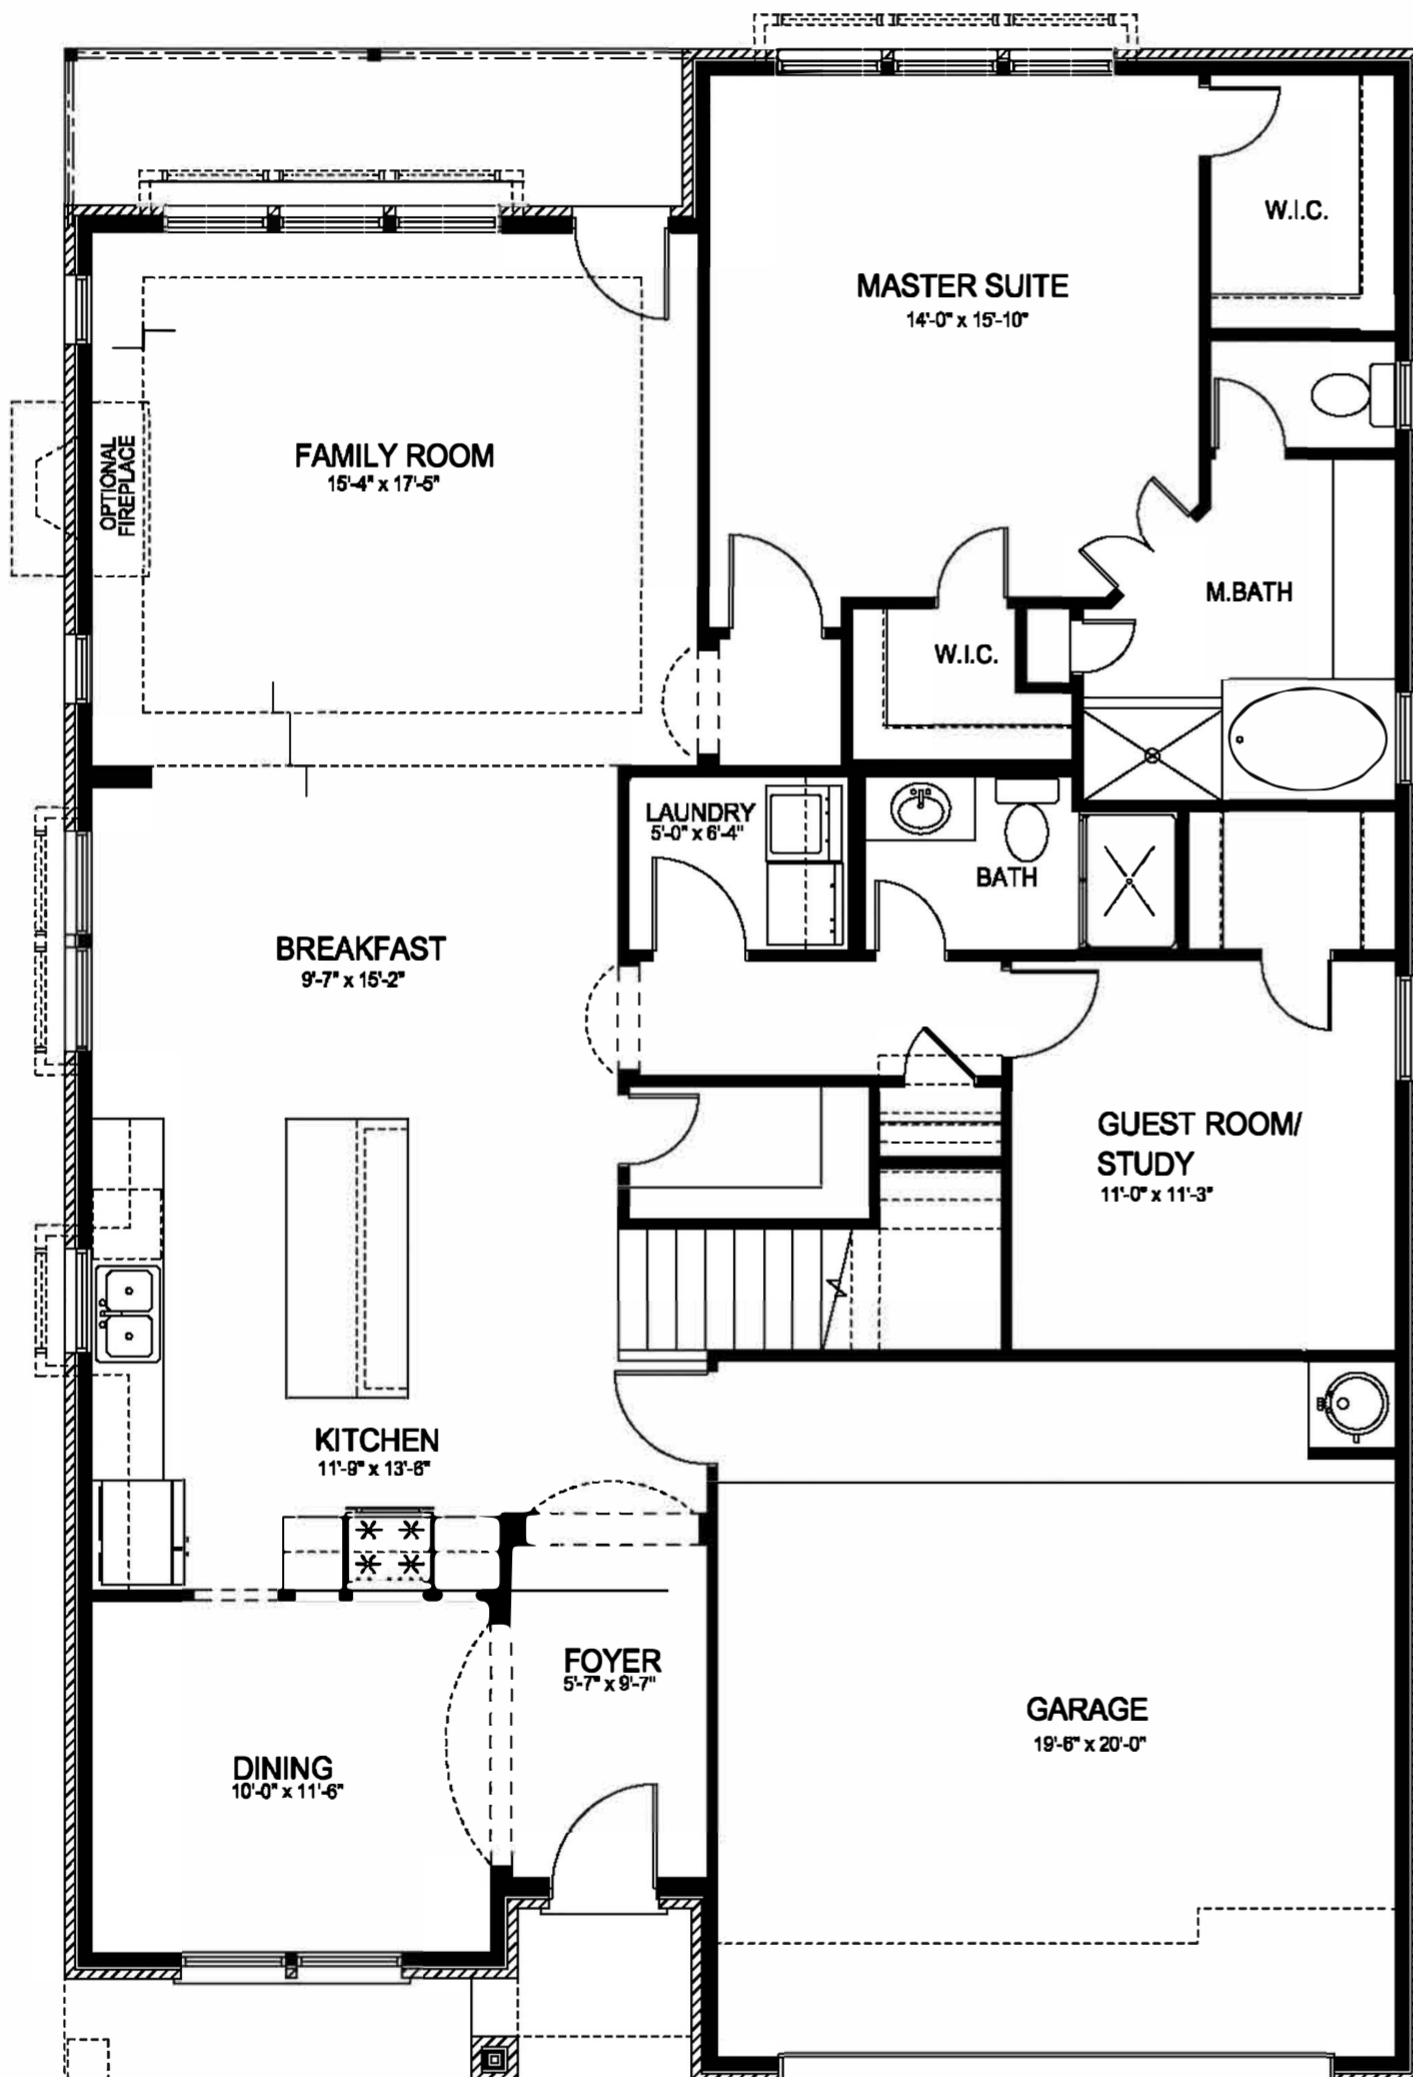 W.I.C.
MASTER SUITE
14'-0" x 15'-10"
FAMILY ROOM
15'-4" x 17'-5"
OPTIONAL
FIREPLACE
M.BATH
W.I.C.
LAUNDRY
5'-0" x 6'-4"
BATH
BREAKFAST
9'-7" x 15'-2"
GUEST ROOM/
STUDY
11'-0" x 11'-3"
KITCHEN
11'-9" x 13'-6"
FOYER
5'-7" x 9'-7"
GARAGE
19'-6" x 20'-0"
DINING
10'-0" x 11'-6"